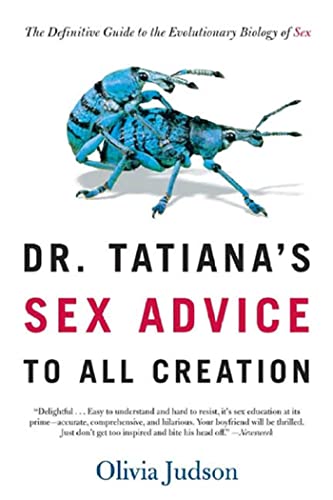 The Definitive Guide to the Evolutionary Biology of Sex
DR. TATIANA'S
SEX ADVICE
TO ALL CREATION
"Delightful . . . Easy to understand and hard to resist, it's sex education at its
prime—accurate, comprehensive, and hilarious. Your boyfriend will be thrilled.
Just don't get too inspired and bite his head off." —Newsweek
Olivia Judson